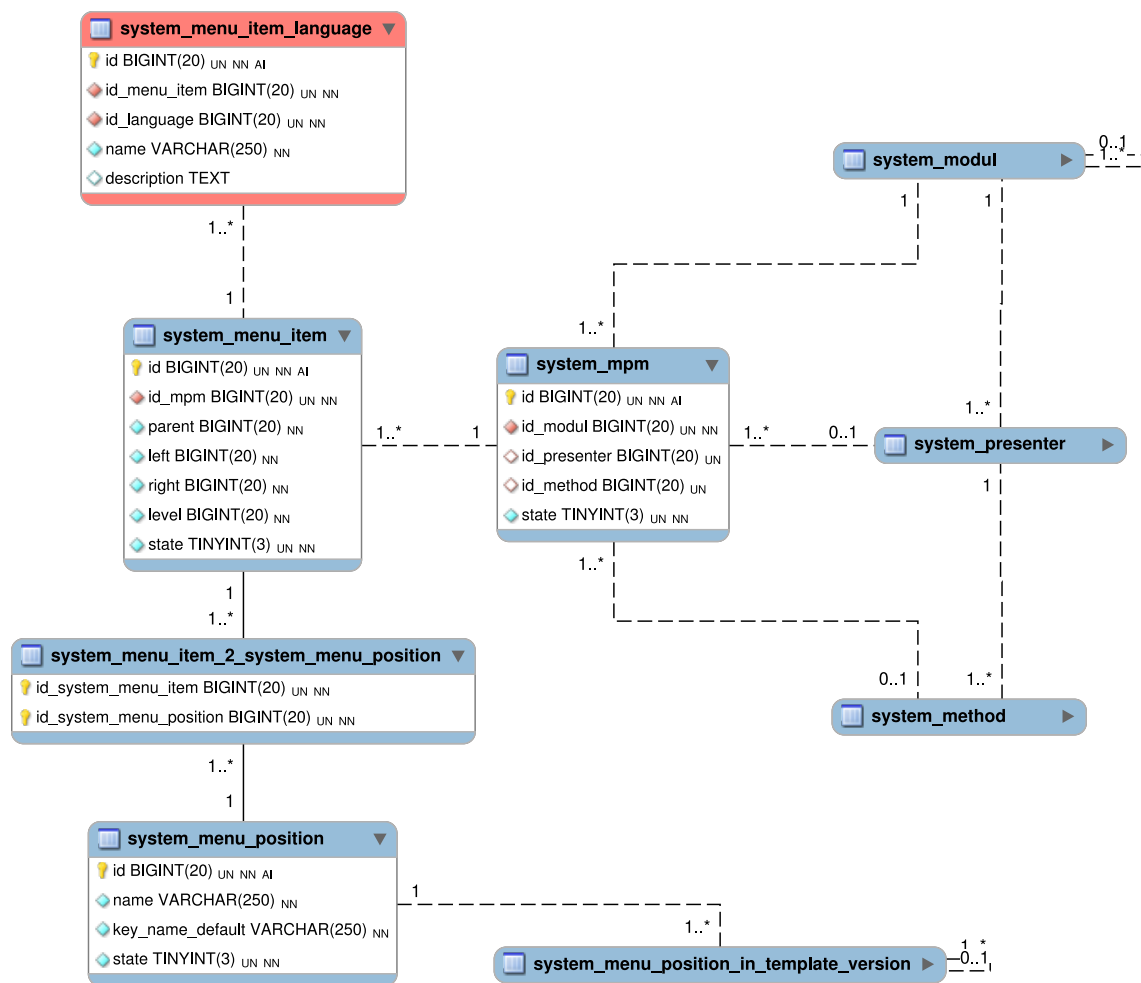 system_menu_item_language
id BIGINT(20) UN NN AI
id_menu_item BIGINT(20) UN NN
id_language BIGINT(20) UN NN
name VARCHAR(250) NN
description TEXT
1..*
1
system_menu_item
id BIGINT(20) UN NN AI
id_mpm BIGINT(20) UN NN
parent BIGINT(20) NN
left BIGINT(20) NN
right BIGINT(20) NN
level BIGINT(20) NN
state TINYINT(3) UN NN
1..*
1
system_mpm
id BIGINT(20) UN NN AI
id_modul BIGINT(20) UN NN
id_presenter BIGINT(20) UN
id_method BIGINT(20) UN
state TINYINT(3) UN NN
1..*
1
system_modul
0..1
1..*
1
1..*
1..*
0..1
system_presenter
1
1..*
1..*
0..1
system_method
1
1..*
system_menu_item_2_system_menu_position
id_system_menu_item BIGINT(20) UN NN
id_system_menu_position BIGINT(20) UN NN
1..*
1
system_menu_position
id BIGINT(20) UN NN AI
name VARCHAR(250) NN
key_name_default VARCHAR(250) NN
state TINYINT(3) UN NN
1
1..*
system_menu_position_in_template_version
1 *
0..1